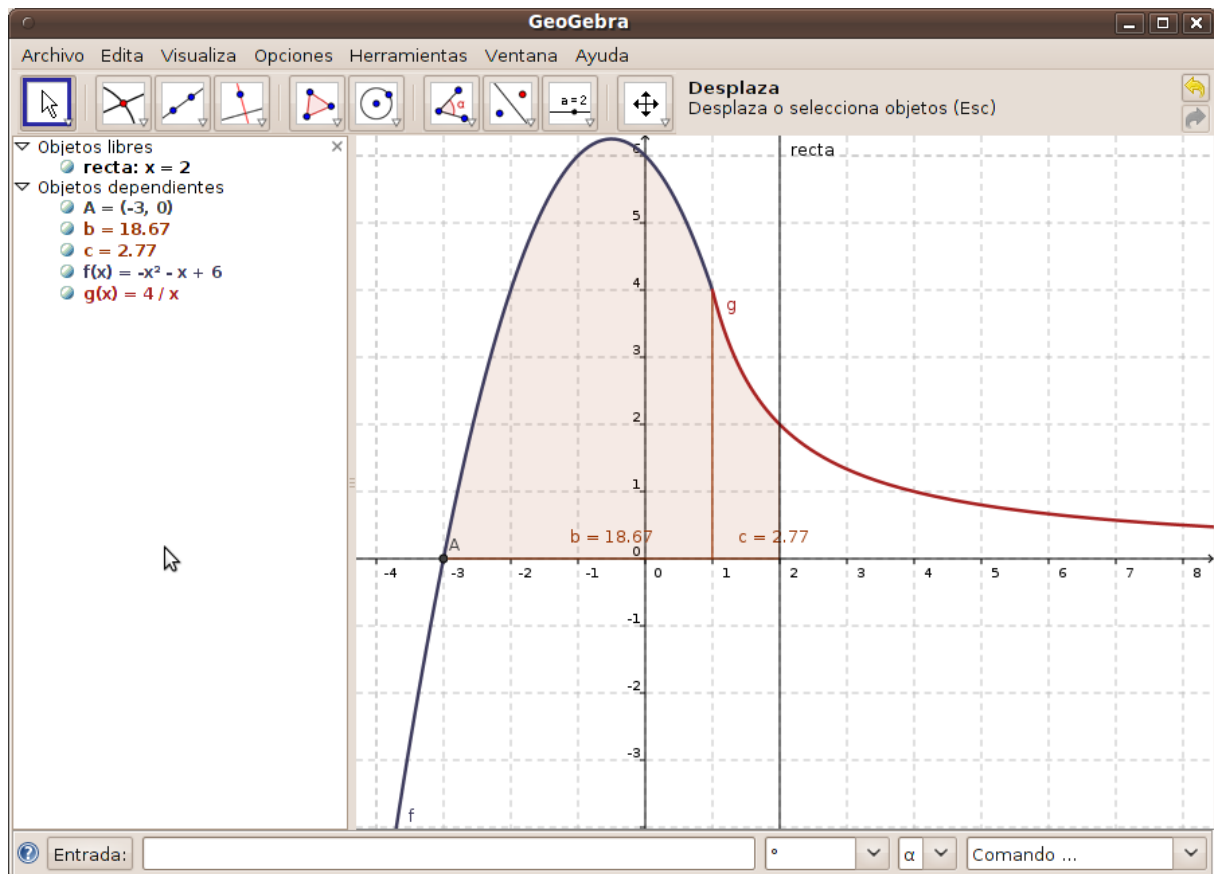 GeoGebra
Archivo Edita Visualiza Opciones Herramientas Ventana Ayuda
α
a=2
Desplaza
Desplaza o selecciona objetos (Esc)
Objetos libres
recta: x = 2
Objetos dependientes
A = (-3, 0)
b = 18.67
c = 2.77
f(x) = -x² - x + 6
g(x) = 4 / x
recta
6
5
4
g
3
2
1
b = 18.67 c = 2.77
A
0
-4 -3 -2 -1 0 1 2 3 4 5 6 7 8
-1
-2
-3
f
Entrada: ° α Comando ...